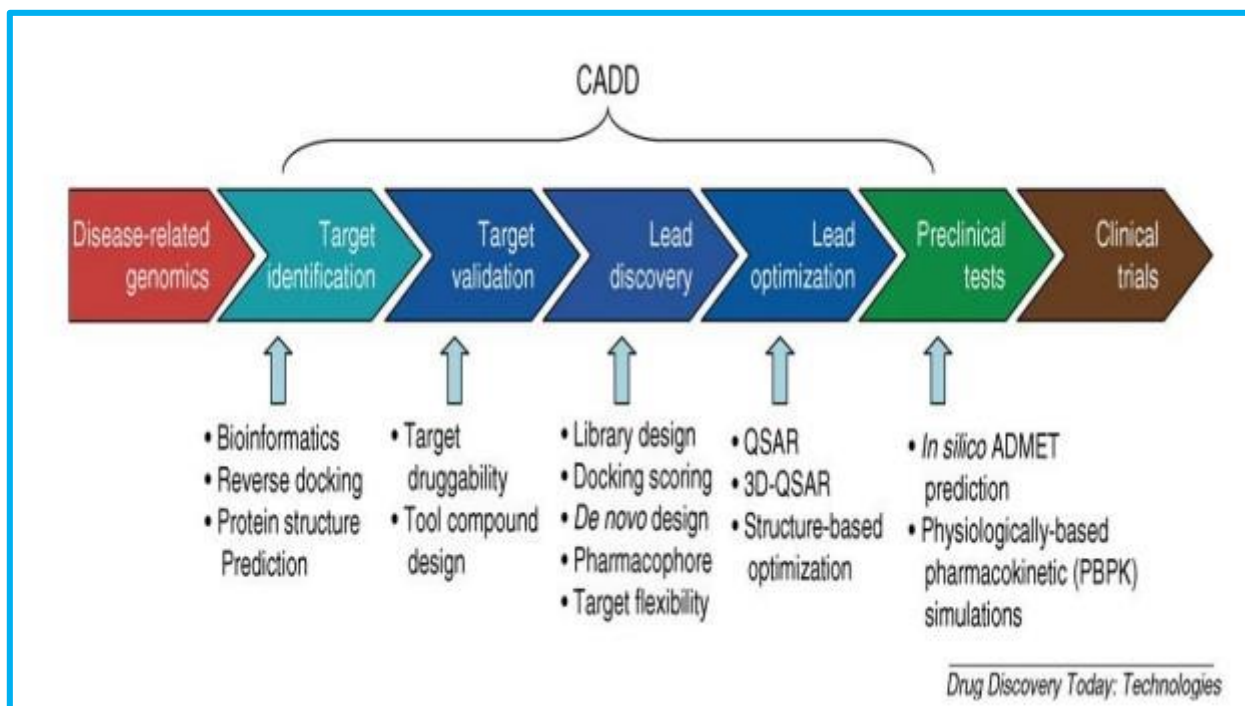 CADD
Disease-related
genomics
Target
identification
Target
validation
Lead
discovery
Lead
optimization
Preclinical
tests
Clinical
trials
• Bioinformatics
• Reverse docking
• Protein structure
Prediction
• Target
druggability
• Tool compound
design
• Library design
• Docking scoring
• De novo design
• Pharmacophore
• Target flexibility
• QSAR
• 3D-QSAR
• Structure-based
optimization
• In silico ADMET
prediction
• Physiologically-based
pharmacokinetic (PBPK)
simulations
Drug Discovery Today: Technologies